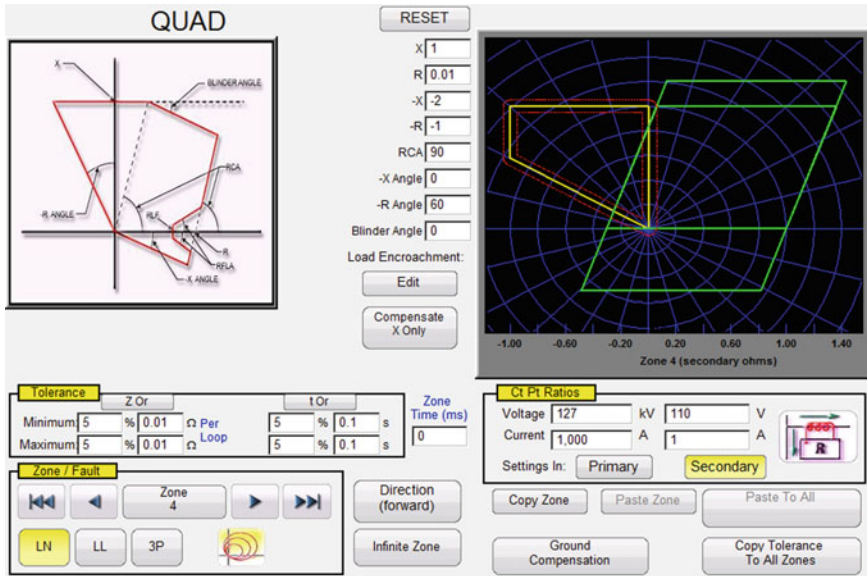 QUAD
X
BLINDER ANGLE
RCA
-R ANGLE
RLF
R
RFLA
-X ANGLE
RESET
X 1
R 0.01
-X -2
-R -1
RCA 90
-X Angle 0
-R Angle 60
Blinder Angle 0
Load Encroachment:
Edit
Compensate
X Only
-1.00 -0.60 -0.20 0.20 0.60 1.00 1.40
Zone 4 (secondary ohms)
Tolerance
Z Or t Or
Minimum: 5 % 0.01 Ω Per Loop 5 % 0.1 s
Maximum: 5 % 0.01 Ω 5 % 0.1 s
Zone
Time (ms)
0
Ct Pt Ratios
Voltage 127 kV 110 V
Current 1,000 A 1 A
R
Settings In: Primary Secondary
Zone / Fault
Zone
4
LN LL 3P
Direction
(forward)
Infinite Zone
Copy Zone Paste Zone Paste To All
Ground
Compensation
Copy Tolerance
To All Zones